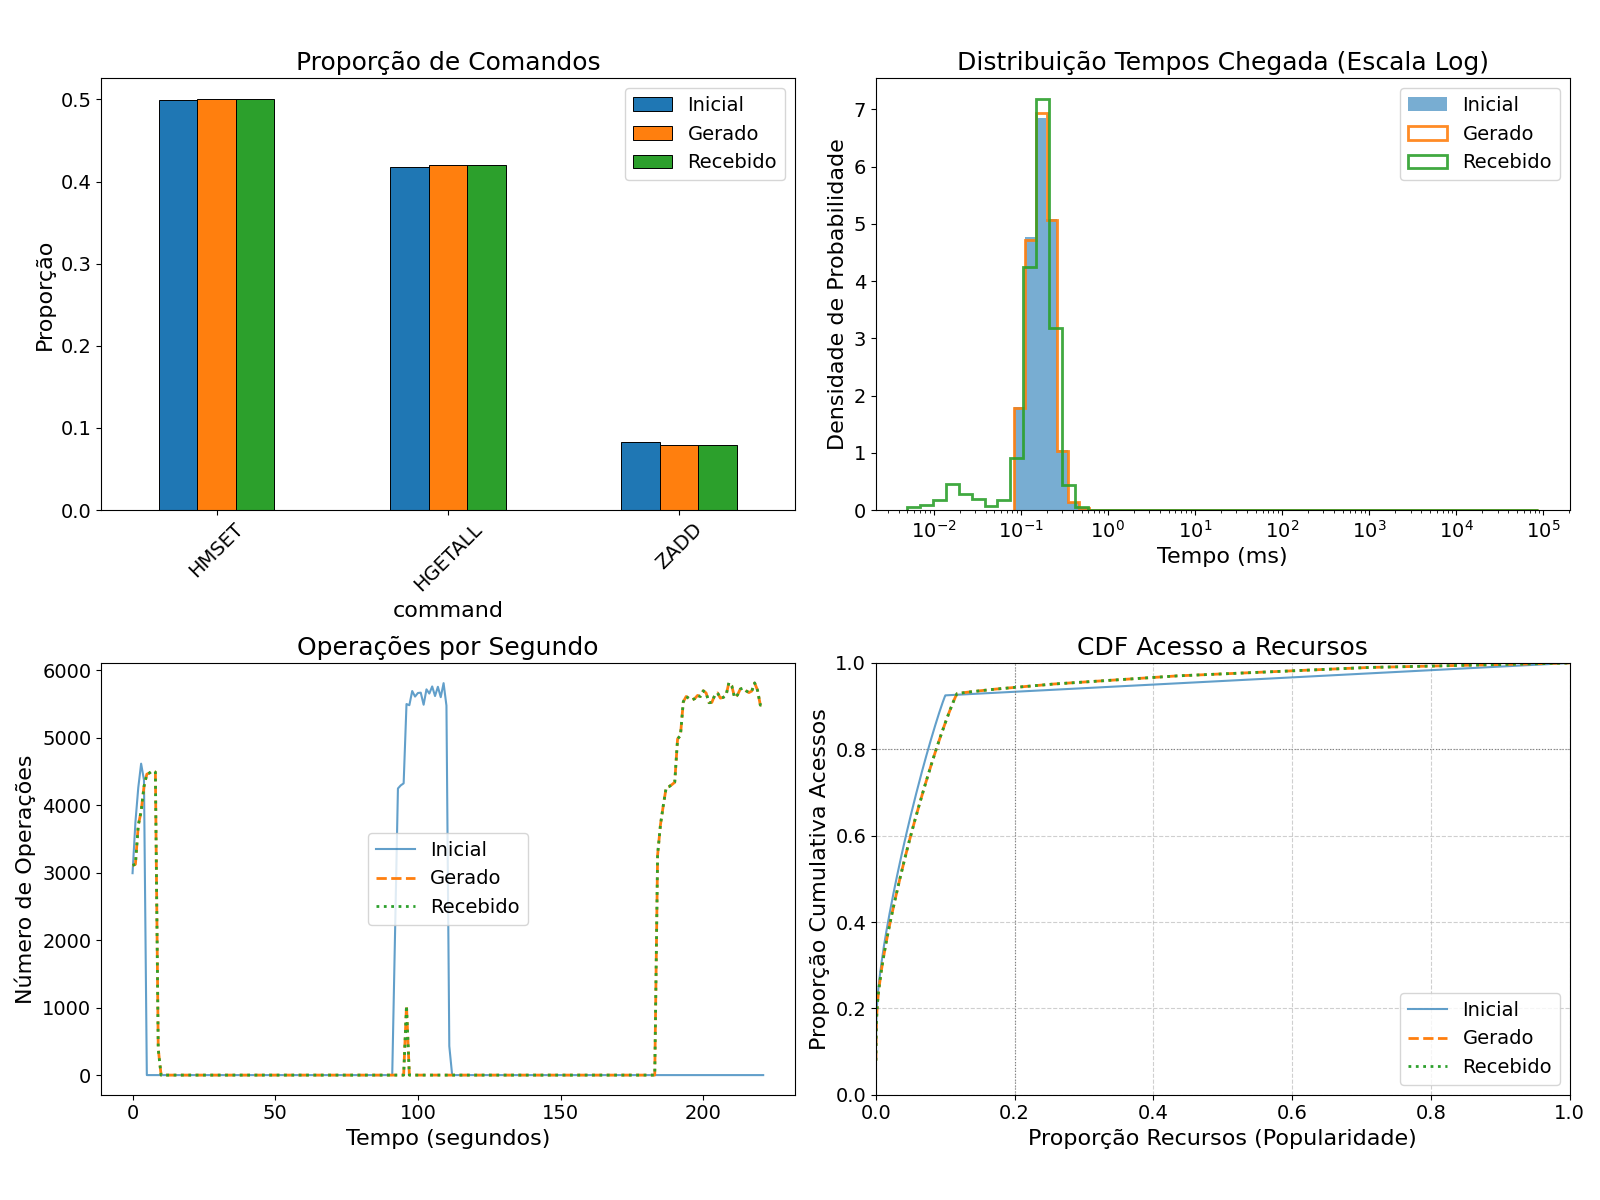 Proporção de Comandos
Proporção
0.5
0.4
0.3
0.2
0.1
0.0
Inicial
Gerado
Recebido
HMSET
HGETALL
ZADD
command
Distribuição Tempos Chegada (Escala Log)
Densidade de Probabilidade
7
6
5
4
3
2
1
0
Inicial
Gerado
Recebido
10⁻² 10⁻¹ 10⁰ 10¹ 10² 10³ 10⁴ 10⁵
Tempo (ms)
Operações por Segundo
Número de Operações
6000
5000
4000
3000
2000
1000
0
Inicial
Gerado
Recebido
0 50 100 150 200
Tempo (segundos)
CDF Acesso a Recursos
Proporção Cumulativa Acessos
1.0
0.8
0.6
0.4
0.2
0.0
Inicial
Gerado
Recebido
0.0 0.2 0.4 0.6 0.8 1.0
Proporção Recursos (Popularidade)